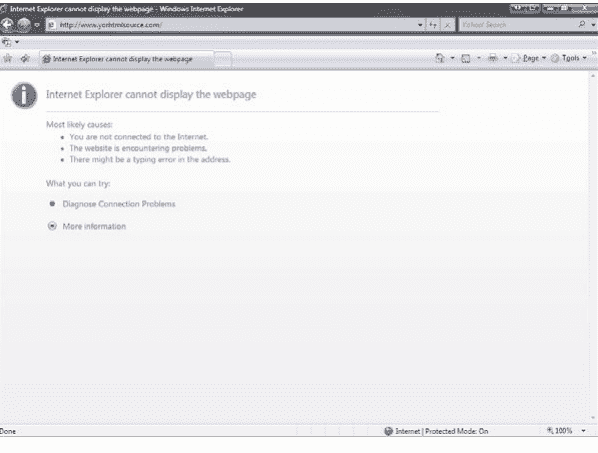 Internet Explorer cannot display the webpage - Windows Internet Explorer
http://www.yourhtmlsource.com/
Yahoo! Search
Internet Explorer cannot display the webpage
Page
Tools
Internet Explorer cannot display the webpage
Most likely causes:
You are not connected to the Internet.
The website is encountering problems.
There might be a typing error in the address.
What you can try:
Diagnose Connection Problems
More information
Done
Internet | Protected Mode: On
100%